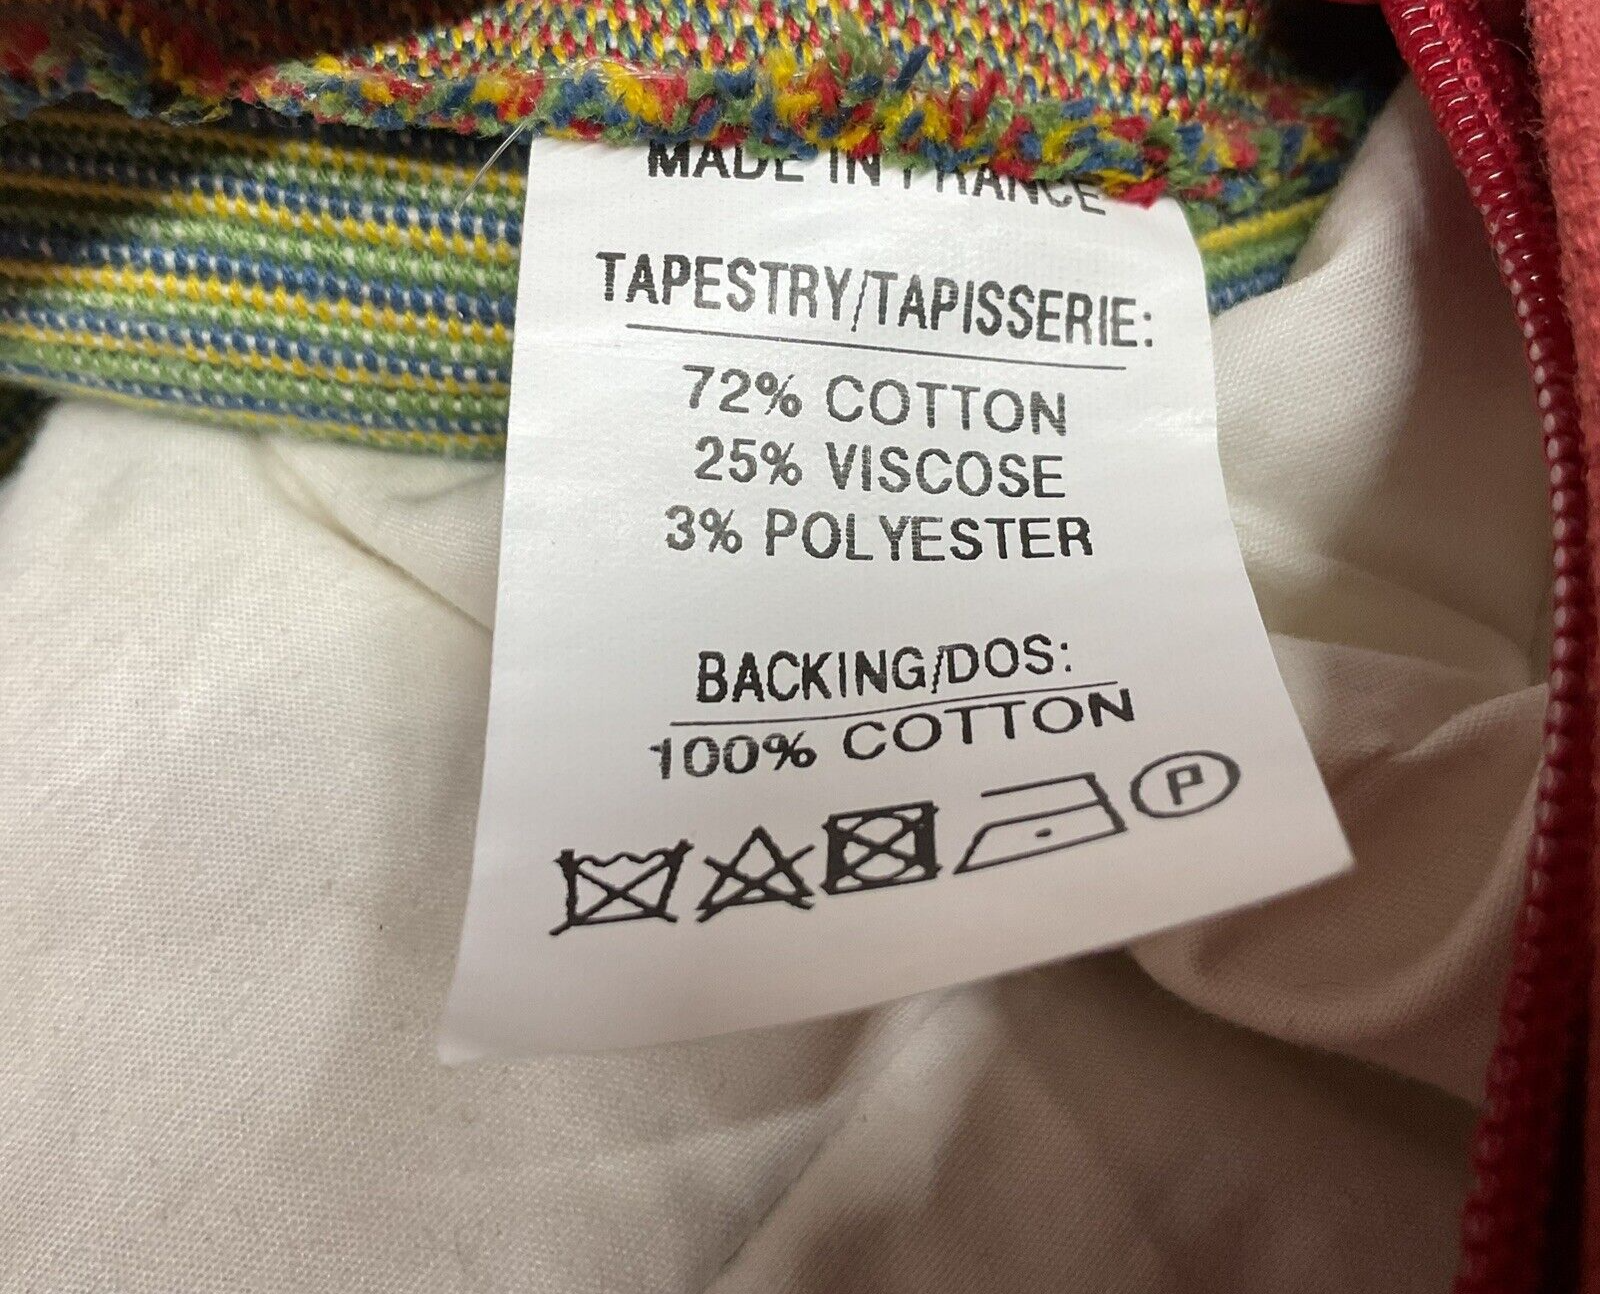 MADE IN FRANCE
TAPESTRY/TAPISSERIE:
72% COTTON
25% VISCOSE
3% POLYESTER
BACKING/DOS:
100% COTTON
P